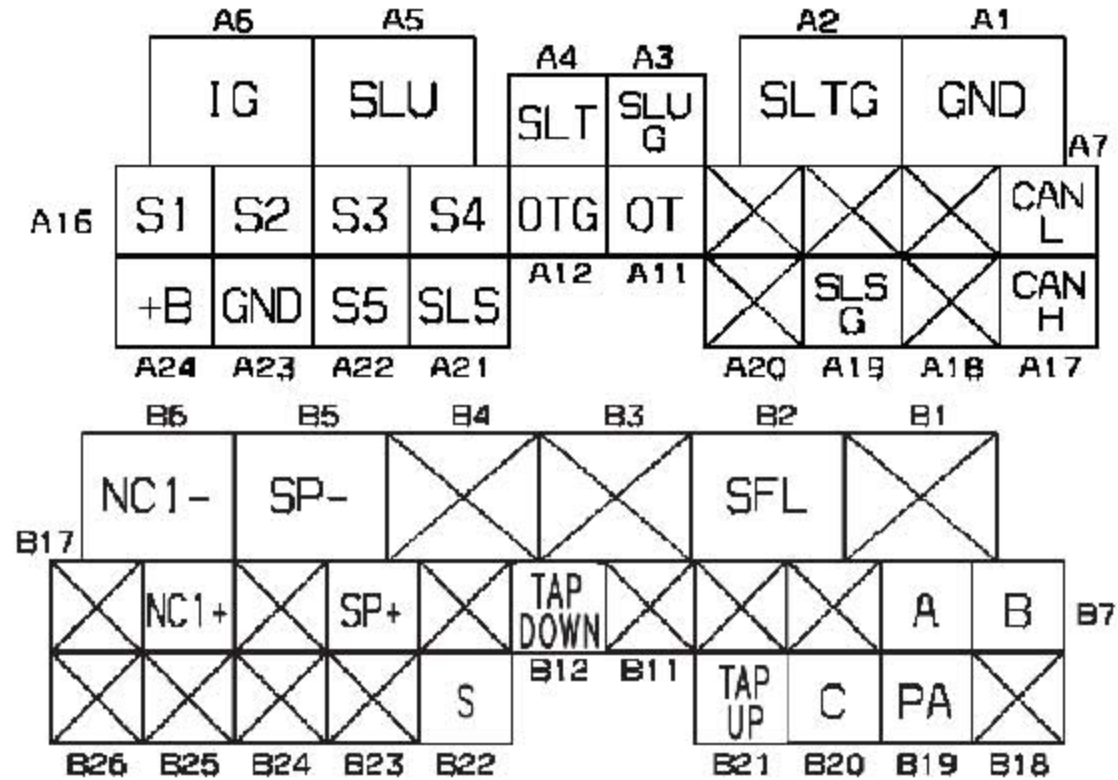 A6 A5 A4 A3 A2 A1
IG SLU SLT SLU G SLTG GND
A7
A16 S1 S2 S3 S4 OTG OT CAN L
A12 A11
+B GND S5 SLS SLS G CAN H
A24 A23 A22 A21 A20 A19 A18 A17
B6 B5 B4 B3 B2 B1
NC1- SP- SFL
B17
NC1+ SP+ TAP DOWN A B B7
B12 B11
S TAP UP C PA
B26 B25 B24 B23 B22 B21 B20 B19 B18